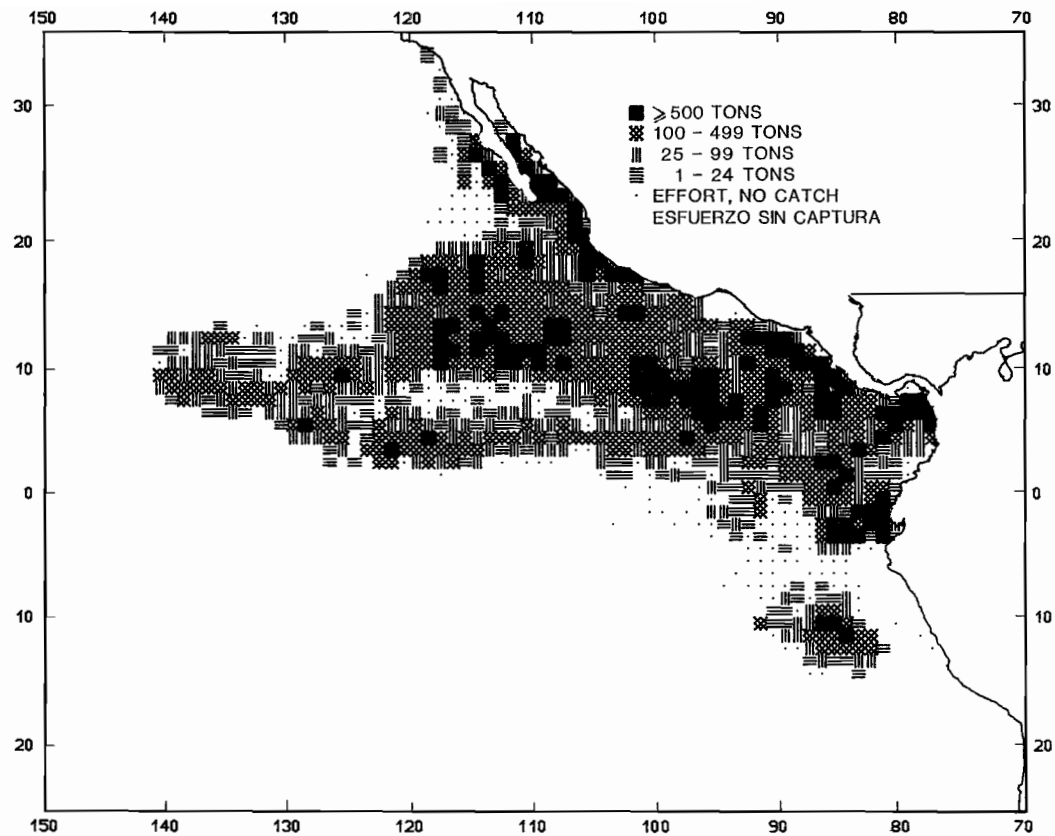 150 140 130 120 110 100 90 80 70
30 30
⩾500 TONS
100 - 499 TONS
25 - 99 TONS
1 - 24 TONS
EFFORT, NO CATCH
ESFUERZO SIN CAPTURA
20 20
10 10
0 0
10 10
20 20
150 140 130 120 110 100 90 80 70